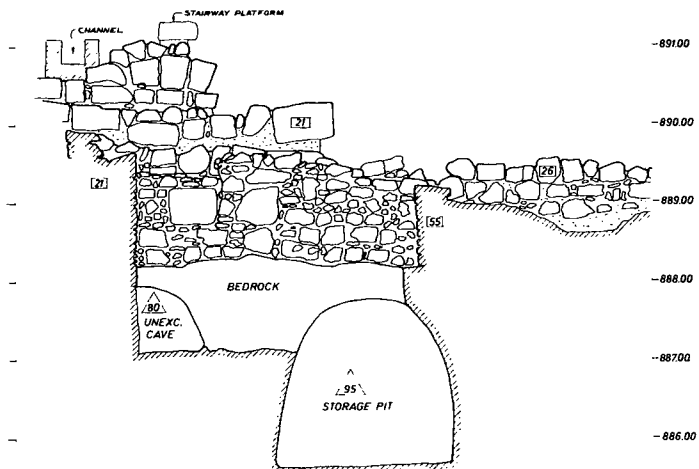 STAIRWAY PLATFORM
CHANNEL
-891.00
-890.00
21
26
21
-889.00
55
-888.00
BEDROCK
80
UNEXC.
CAVE
-887.00
95
STORAGE PIT
-886.00